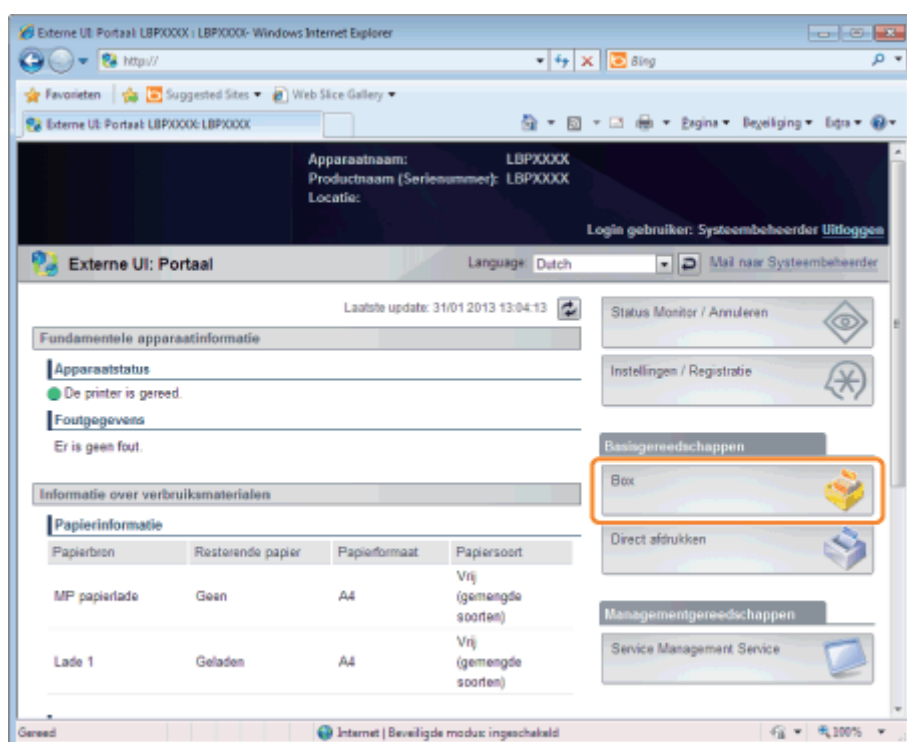 Externe UI: Portaal LBPXXXX : LBPXXXX- Windows Internet Explorer
http://
Bing
Favorieten Suggested Sites Web Slice Gallery
Externe UI: Portaal: LBPXXXX: LBPXXXX Pagina Beveiliging Extra
Apparaatnaam: LBPXXXX
Productnaam (Serienummer): LBPXXXX
Locatie:
Login gebruiker: Systeembeheerder Uitloggen
Externe UI: Portaal Language: Dutch Mail naar Systeembeheerder
Laatste update: 31/01 2013 13:04:13
Fundamentele apparaatinformatie
Apparaatstatus
De printer is gereed.
Foutgegevens
Er is geen fout.
Informatie over verbruiksmaterialen
Papierinformatie
Papierbron Resterende papier Papierformaat Papiersoort
MP papierlade Geen A4 Vrij (gemengde soorten)
Lade 1 Geladen A4 Vrij (gemengde soorten)
Status Monitor / Annuleren
Instellingen / Registratie
Basisgereedschappen
Box
Direct afdrukken
Managementgereedschappen
Service Management Service
Gereed Internet | Beveiligde modus: ingeschakeld 100%